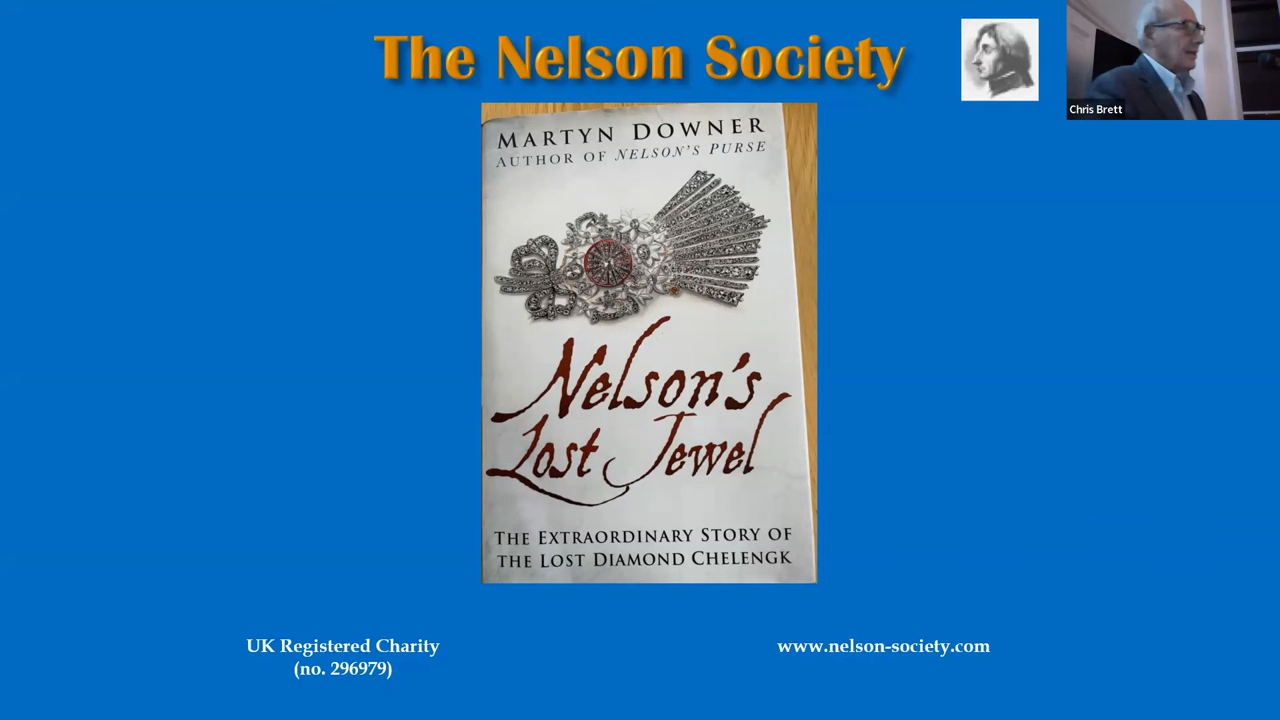 The Nelson Society
Chris Brett
MARTYN DOWNER
AUTHOR OF NELSON'S PURSE
Nelson's
Lost Jewel
THE EXTRAORDINARY STORY OF
THE LOST DIAMOND CHELENGK
UK Registered Charity
(no. 296979)
www.nelson-society.com